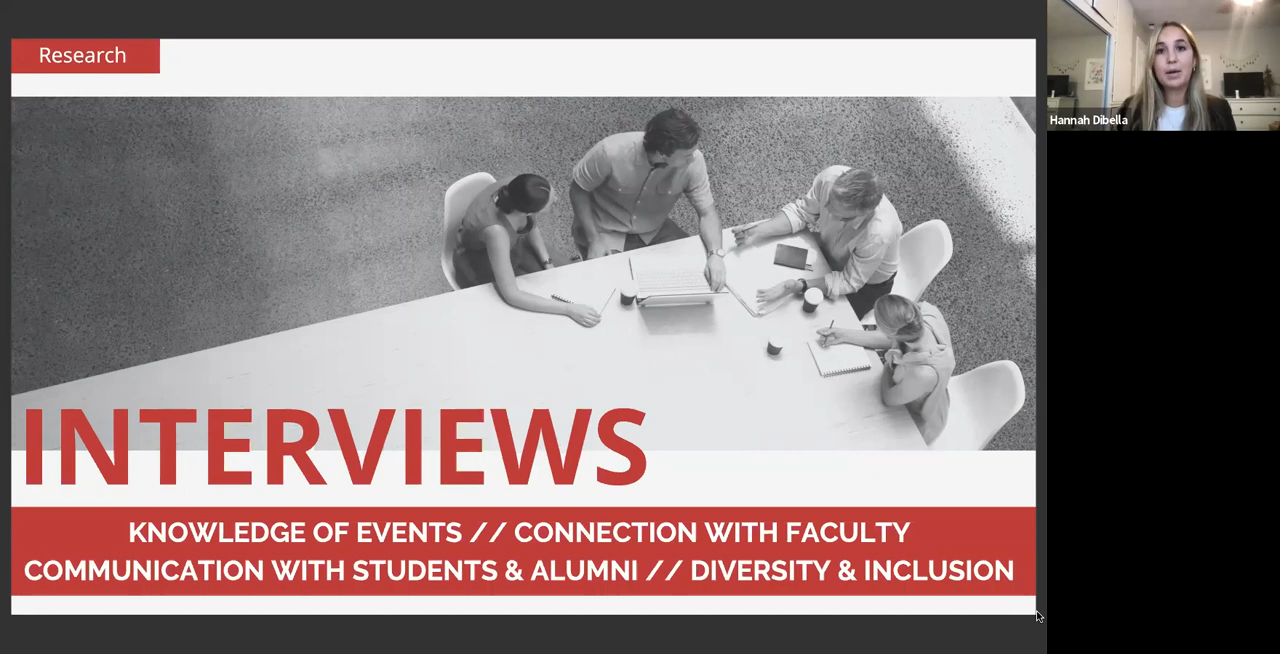 Research
Hannah Dibella
INTERVIEWS
KNOWLEDGE OF EVENTS // CONNECTION WITH FACULTY
COMMUNICATION WITH STUDENTS & ALUMNI // DIVERSITY & INCLUSION